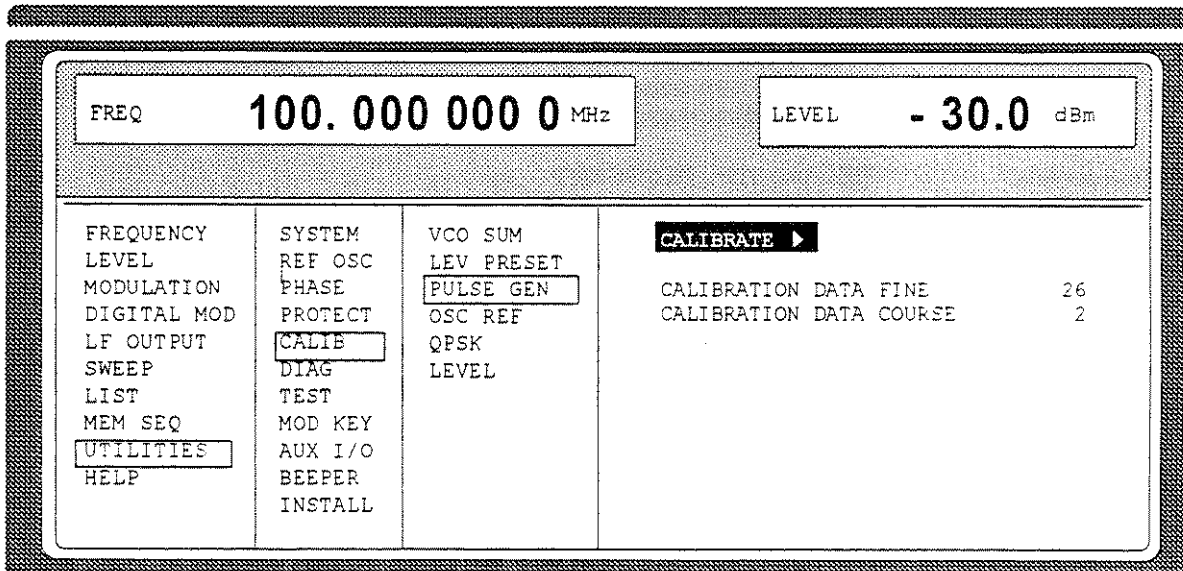 FREQ 100. 000 000 0 MHz LEVEL - 30.0 dBm
FREQUENCY
LEVEL
MODULATION
DIGITAL MOD
LF OUTPUT
SWEEP
LIST
MEM SEQ
UTILITIES
HELP
SYSTEM
REF OSC
PHASE
PROTECT
CALIB
DIAG
TEST
MOD KEY
AUX I/O
BEEPER
INSTALL
VCO SUM
LEV PRESET
PULSE GEN
OSC REF
QPSK
LEVEL
CALIBRATE ▶
CALIBRATION DATA FINE 26
CALIBRATION DATA COURSE 2